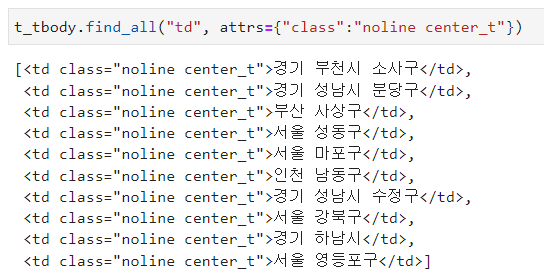 t_tbody.find_all("td", attrs={"class":"noline center_t"})
[<td class="noline center_t">경기 부천시 소사구</td>,
<td class="noline center_t">경기 성남시 분당구</td>,
<td class="noline center_t">부산 사상구</td>,
<td class="noline center_t">서울 성동구</td>,
<td class="noline center_t">서울 마포구</td>,
<td class="noline center_t">인천 남동구</td>,
<td class="noline center_t">경기 성남시 수정구</td>,
<td class="noline center_t">서울 강북구</td>,
<td class="noline center_t">경기 하남시</td>,
<td class="noline center_t">서울 영등포구</td>]